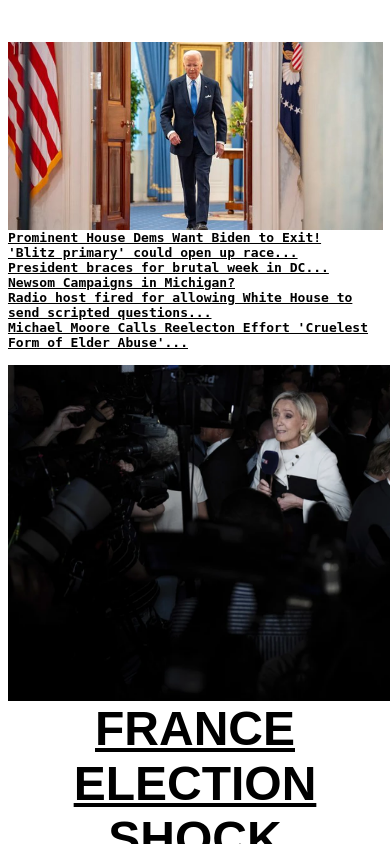 Prominent House Dems Want Biden to Exit!
'Blitz primary' could open up race...
President braces for brutal week in DC...
Newsom Campaigns in Michigan?
Radio host fired for allowing White House to
send scripted questions...
Michael Moore Calls Reelecton Effort 'Cruelest
Form of Elder Abuse'...
FRANCE
ELECTION
SHOCK